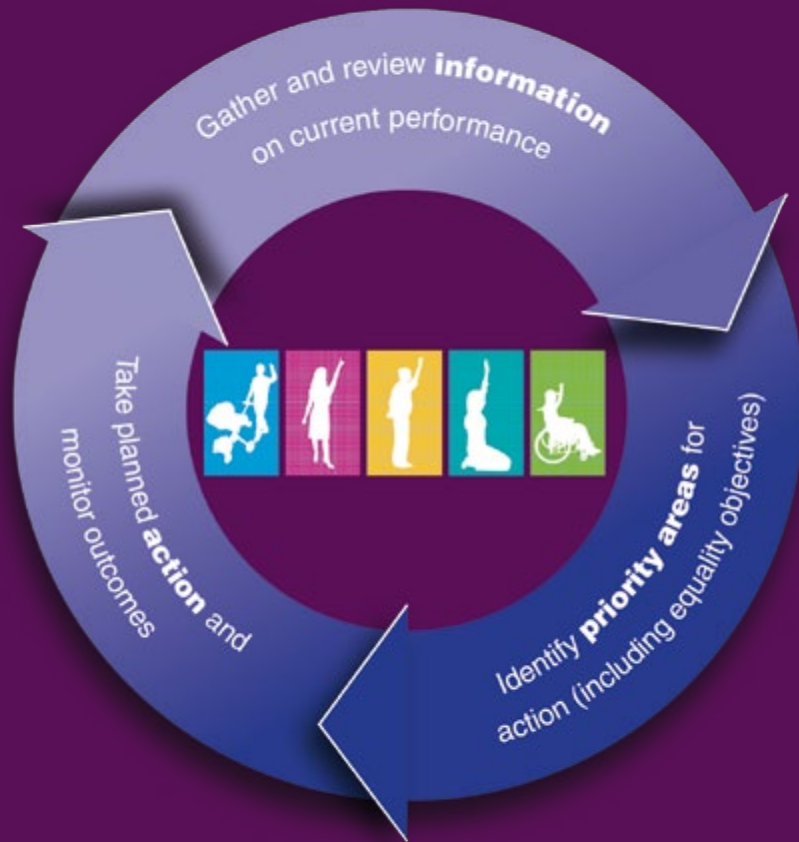 Gather and review information
on current performance
Identify priority areas for
action (including equality objectives)
Take planned action and
monitor outcomes